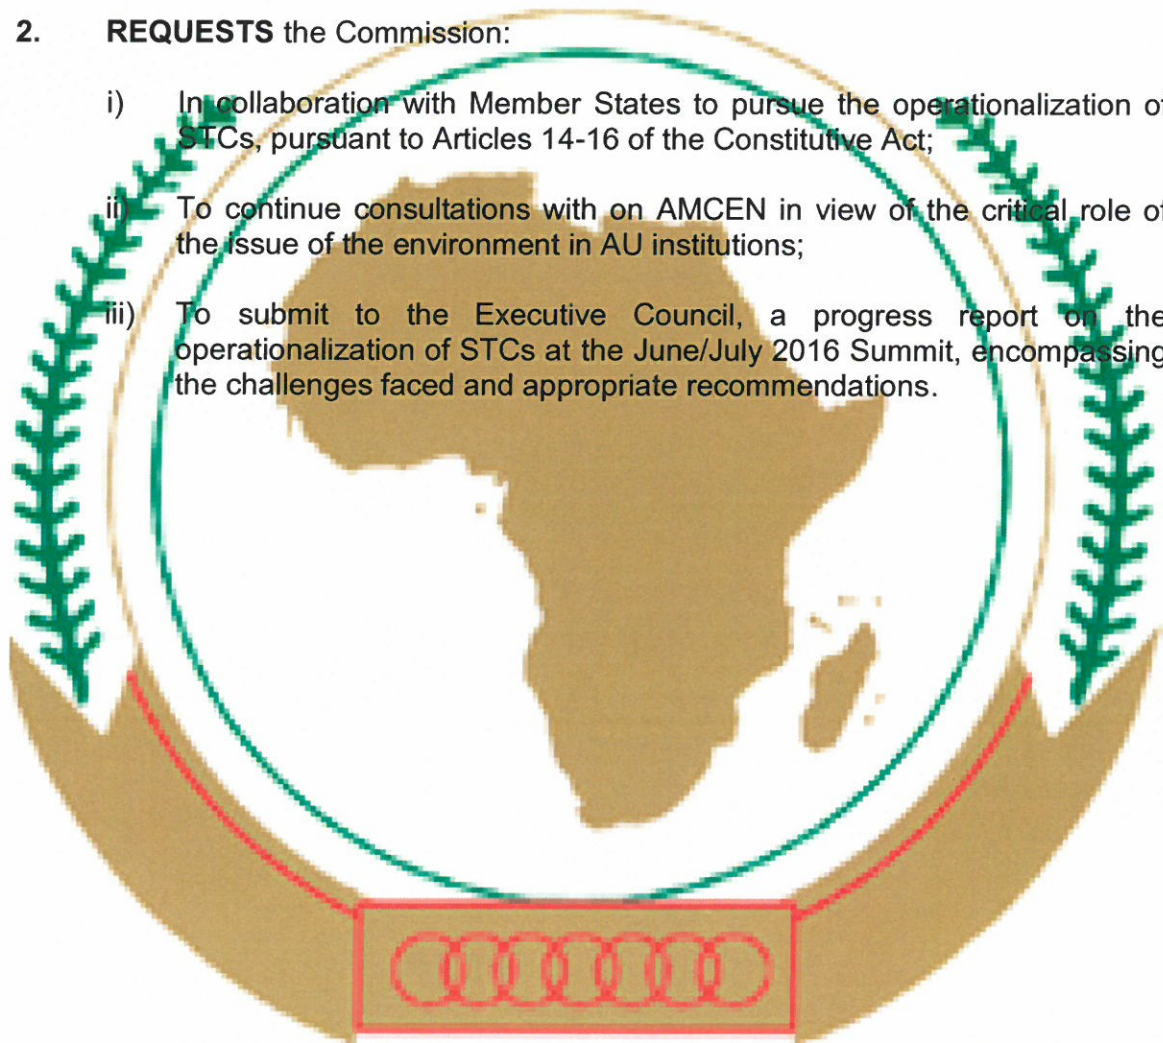 2. REQUESTS the Commission:
i) In collaboration with Member States to pursue the operationalization of
STCs, pursuant to Articles 14-16 of the Constitutive Act;
ii) To continue consultations with on AMCEN in view of the critical role of
the issue of the environment in AU institutions;
iii) To submit to the Executive Council, a progress report on the
operationalization of STCs at the June/July 2016 Summit, encompassing
the challenges faced and appropriate recommendations.